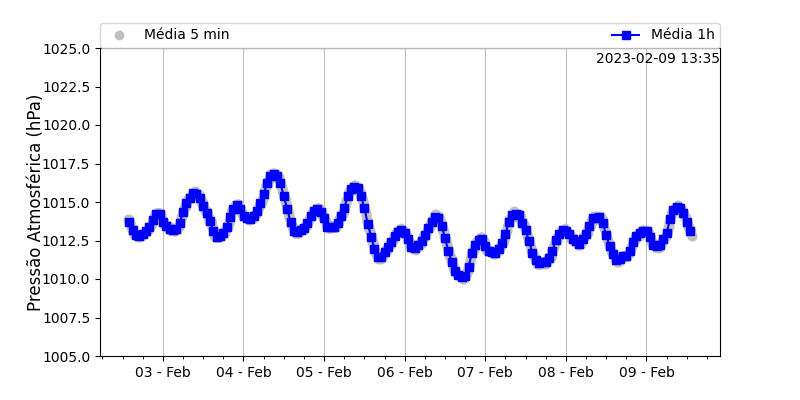 Média 5 min
Média 1h
2023-02-09 13:35
Pressão Atmosférica (hPa)
1025.0
1022.5
1020.0
1017.5
1015.0
1012.5
1010.0
1007.5
1005.0
03 - Feb
04 - Feb
05 - Feb
06 - Feb
07 - Feb
08 - Feb
09 - Feb